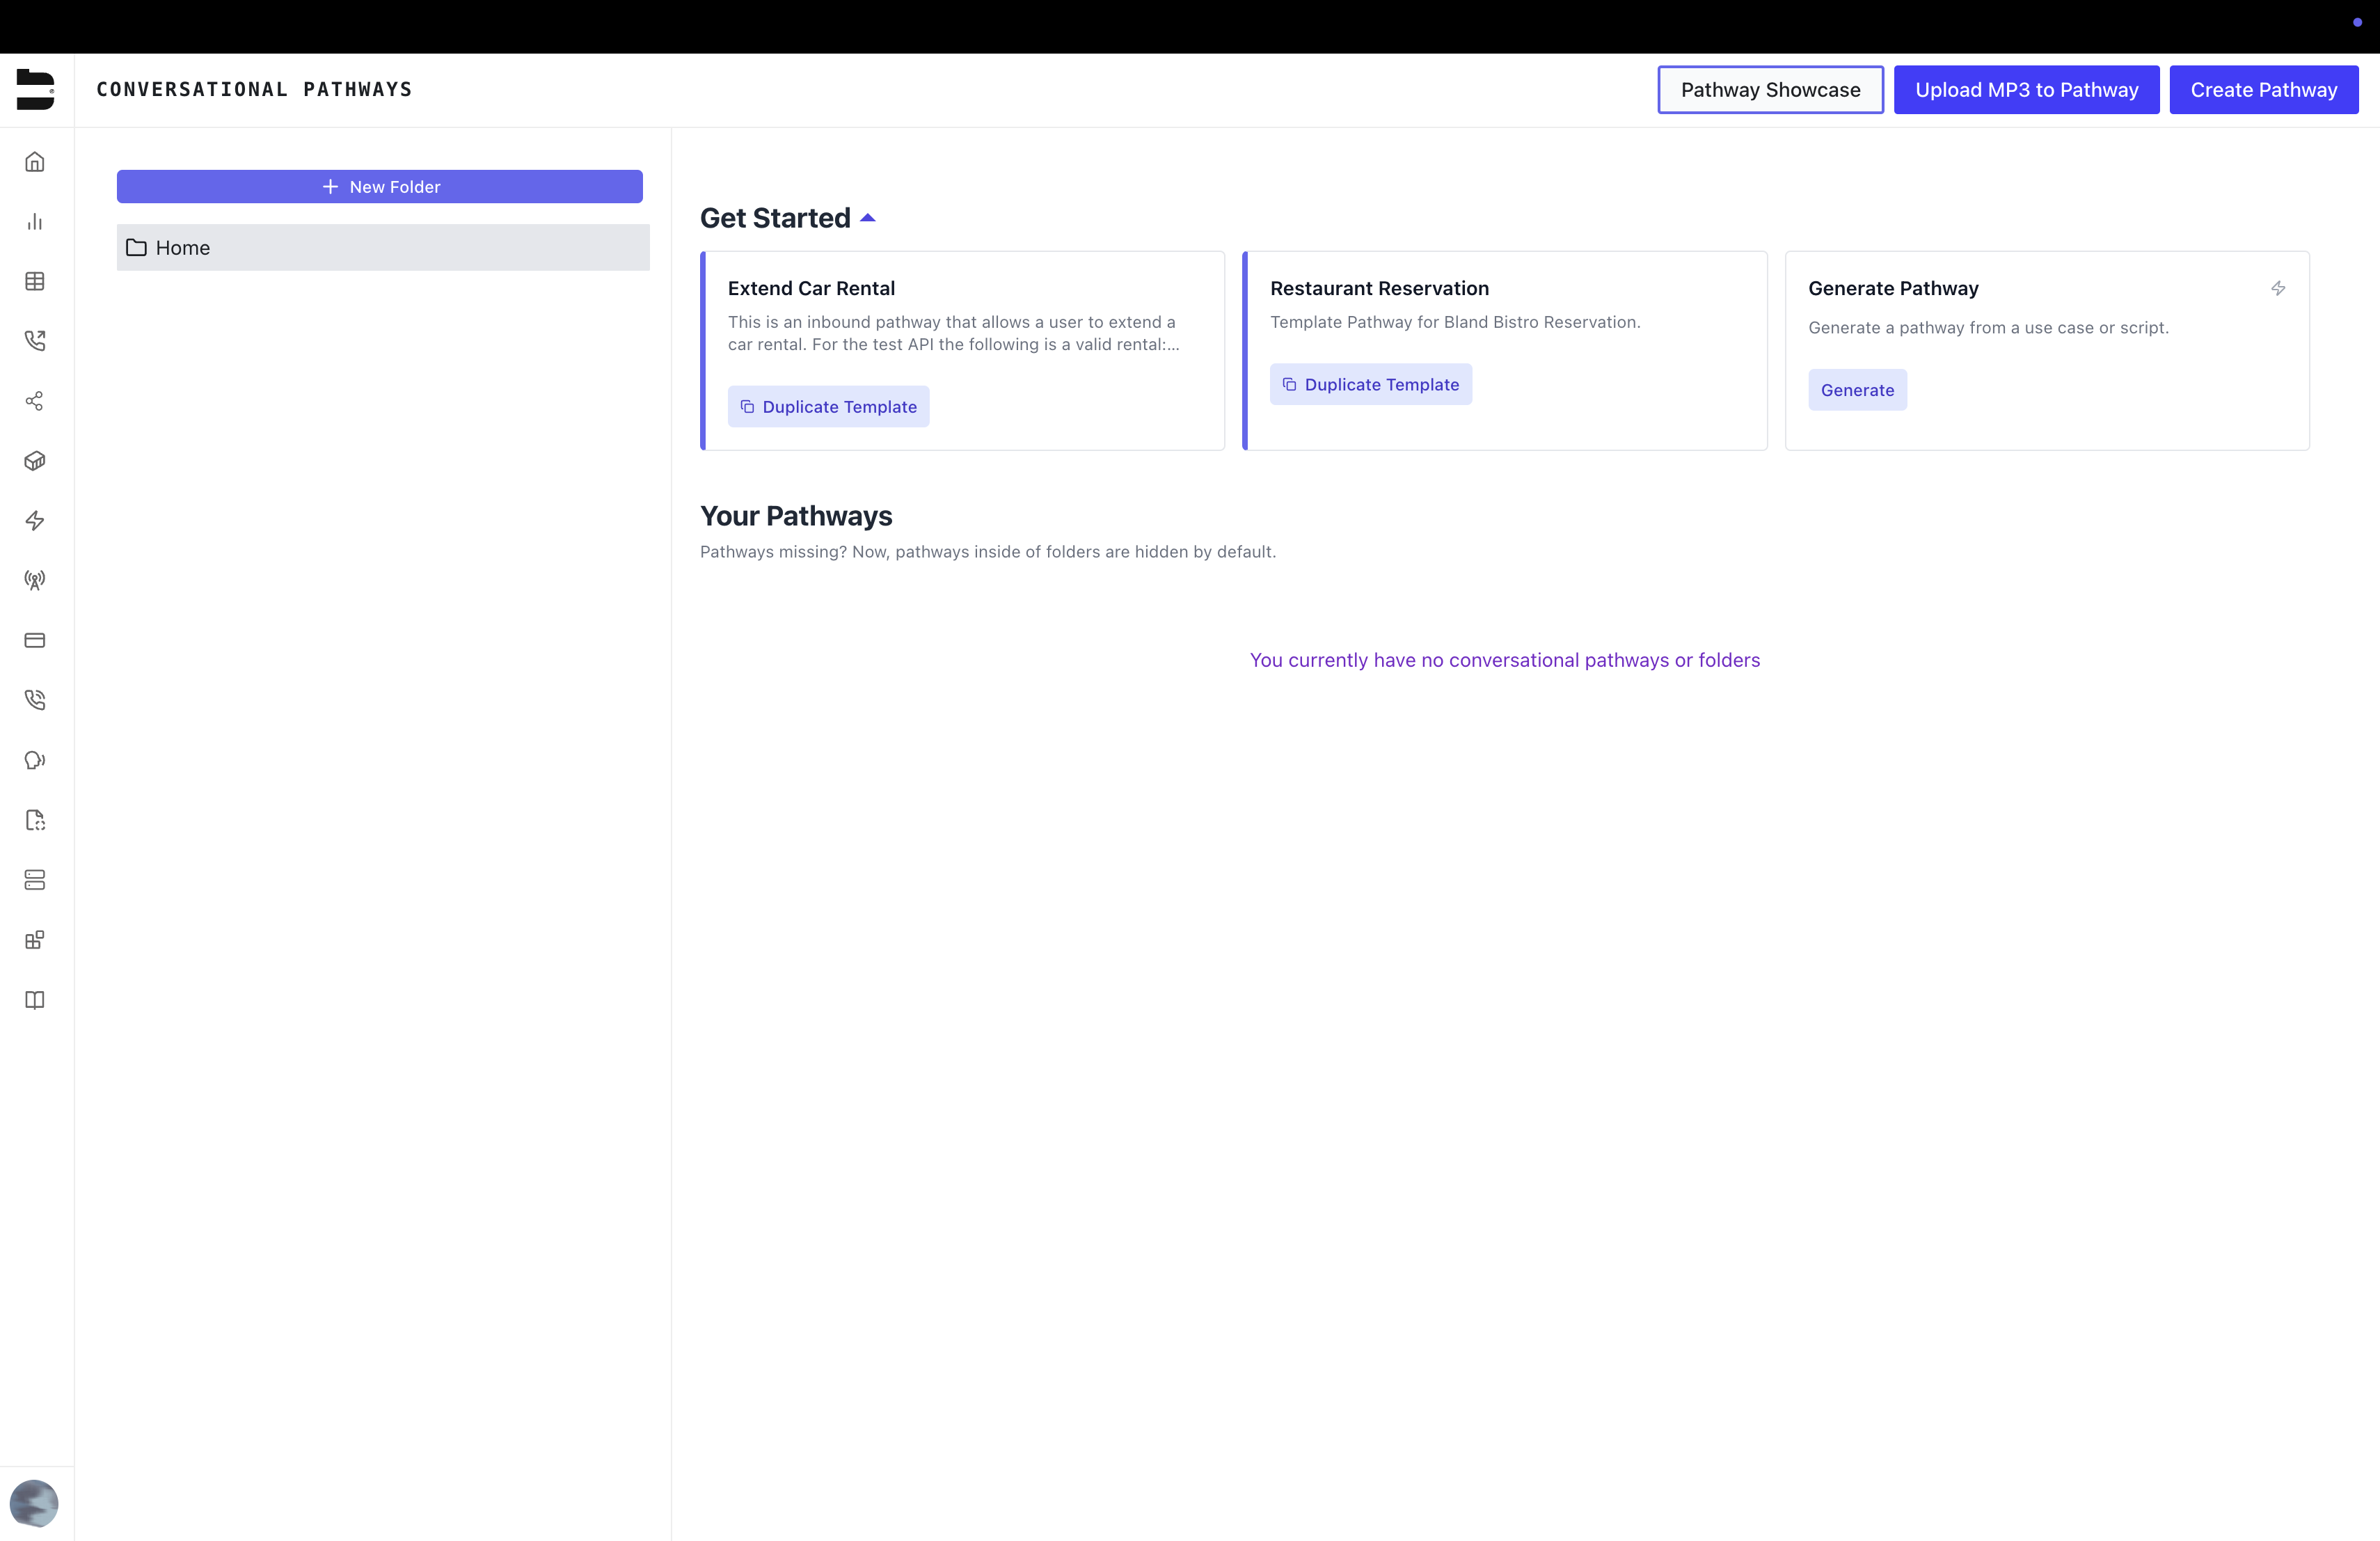 CONVERSATIONAL PATHWAYS
Pathway Showcase
Upload MP3 to Pathway
Create Pathway
New Folder
Home
Get Started
Extend Car Rental
This is an inbound pathway that allows a user to extend a
car rental. For the test API the following is a valid rental:...
Duplicate Template
Restaurant Reservation
Template Pathway for Bland Bistro Reservation.
Duplicate Template
Generate Pathway
Generate a pathway from a use case or script.
Generate
Your Pathways
Pathways missing? Now, pathways inside of folders are hidden by default.
You currently have no conversational pathways or folders